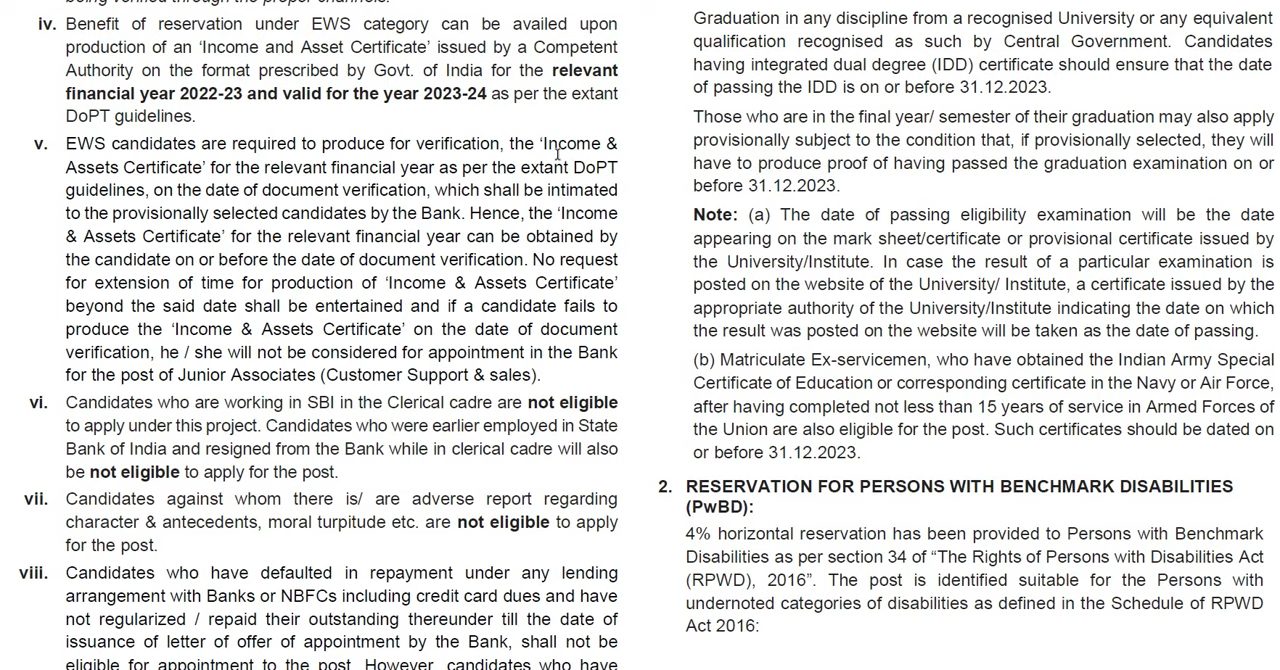 being verified through the proper channels.
iv. Benefit of reservation under EWS category can be availed upon
production of an ‘Income and Asset Certificate’ issued by a Competent
Authority on the format prescribed by Govt. of India for the relevant
financial year 2022-23 and valid for the year 2023-24 as per the extant
DoPT guidelines.
v. EWS candidates are required to produce for verification, the ‘Income &
Assets Certificate’ for the relevant financial year as per the extant DoPT
guidelines, on the date of document verification, which shall be intimated
to the provisionally selected candidates by the Bank. Hence, the ‘Income
& Assets Certificate’ for the relevant financial year can be obtained by
the candidate on or before the date of document verification. No request
for extension of time for production of ‘Income & Assets Certificate’
beyond the said date shall be entertained and if a candidate fails to
produce the ‘Income & Assets Certificate’ on the date of document
verification, he / she will not be considered for appointment in the Bank
for the post of Junior Associates (Customer Support & sales).
vi. Candidates who are working in SBI in the Clerical cadre are not eligible
to apply under this project. Candidates who were earlier employed in State
Bank of India and resigned from the Bank while in clerical cadre will also
be not eligible to apply for the post.
vii. Candidates against whom there is/ are adverse report regarding
character & antecedents, moral turpitude etc. are not eligible to apply
for the post.
viii. Candidates who have defaulted in repayment under any lending
arrangement with Banks or NBFCs including credit card dues and have
not regularized / repaid their outstanding thereunder till the date of
issuance of letter of offer of appointment by the Bank, shall not be
eligible for appointment to the post. However, candidates who have
Graduation in any discipline from a recognised University or any equivalent
qualification recognised as such by Central Government. Candidates
having integrated dual degree (IDD) certificate should ensure that the date
of passing the IDD is on or before 31.12.2023.
Those who are in the final year/ semester of their graduation may also apply
provisionally subject to the condition that, if provisionally selected, they will
have to produce proof of having passed the graduation examination on or
before 31.12.2023.
Note: (a) The date of passing eligibility examination will be the date
appearing on the mark sheet/certificate or provisional certificate issued by
the University/Institute. In case the result of a particular examination is
posted on the website of the University/ Institute, a certificate issued by the
appropriate authority of the University/Institute indicating the date on which
the result was posted on the website will be taken as the date of passing.
(b) Matriculate Ex-servicemen, who have obtained the Indian Army Special
Certificate of Education or corresponding certificate in the Navy or Air Force,
after having completed not less than 15 years of service in Armed Forces of
the Union are also eligible for the post. Such certificates should be dated on
or before 31.12.2023.
2. RESERVATION FOR PERSONS WITH BENCHMARK DISABILITIES
(PwBD):
4% horizontal reservation has been provided to Persons with Benchmark
Disabilities as per section 34 of “The Rights of Persons with Disabilities Act
(RPWD), 2016”. The post is identified suitable for the Persons with
undernoted categories of disabilities as defined in the Schedule of RPWD
Act 2016: